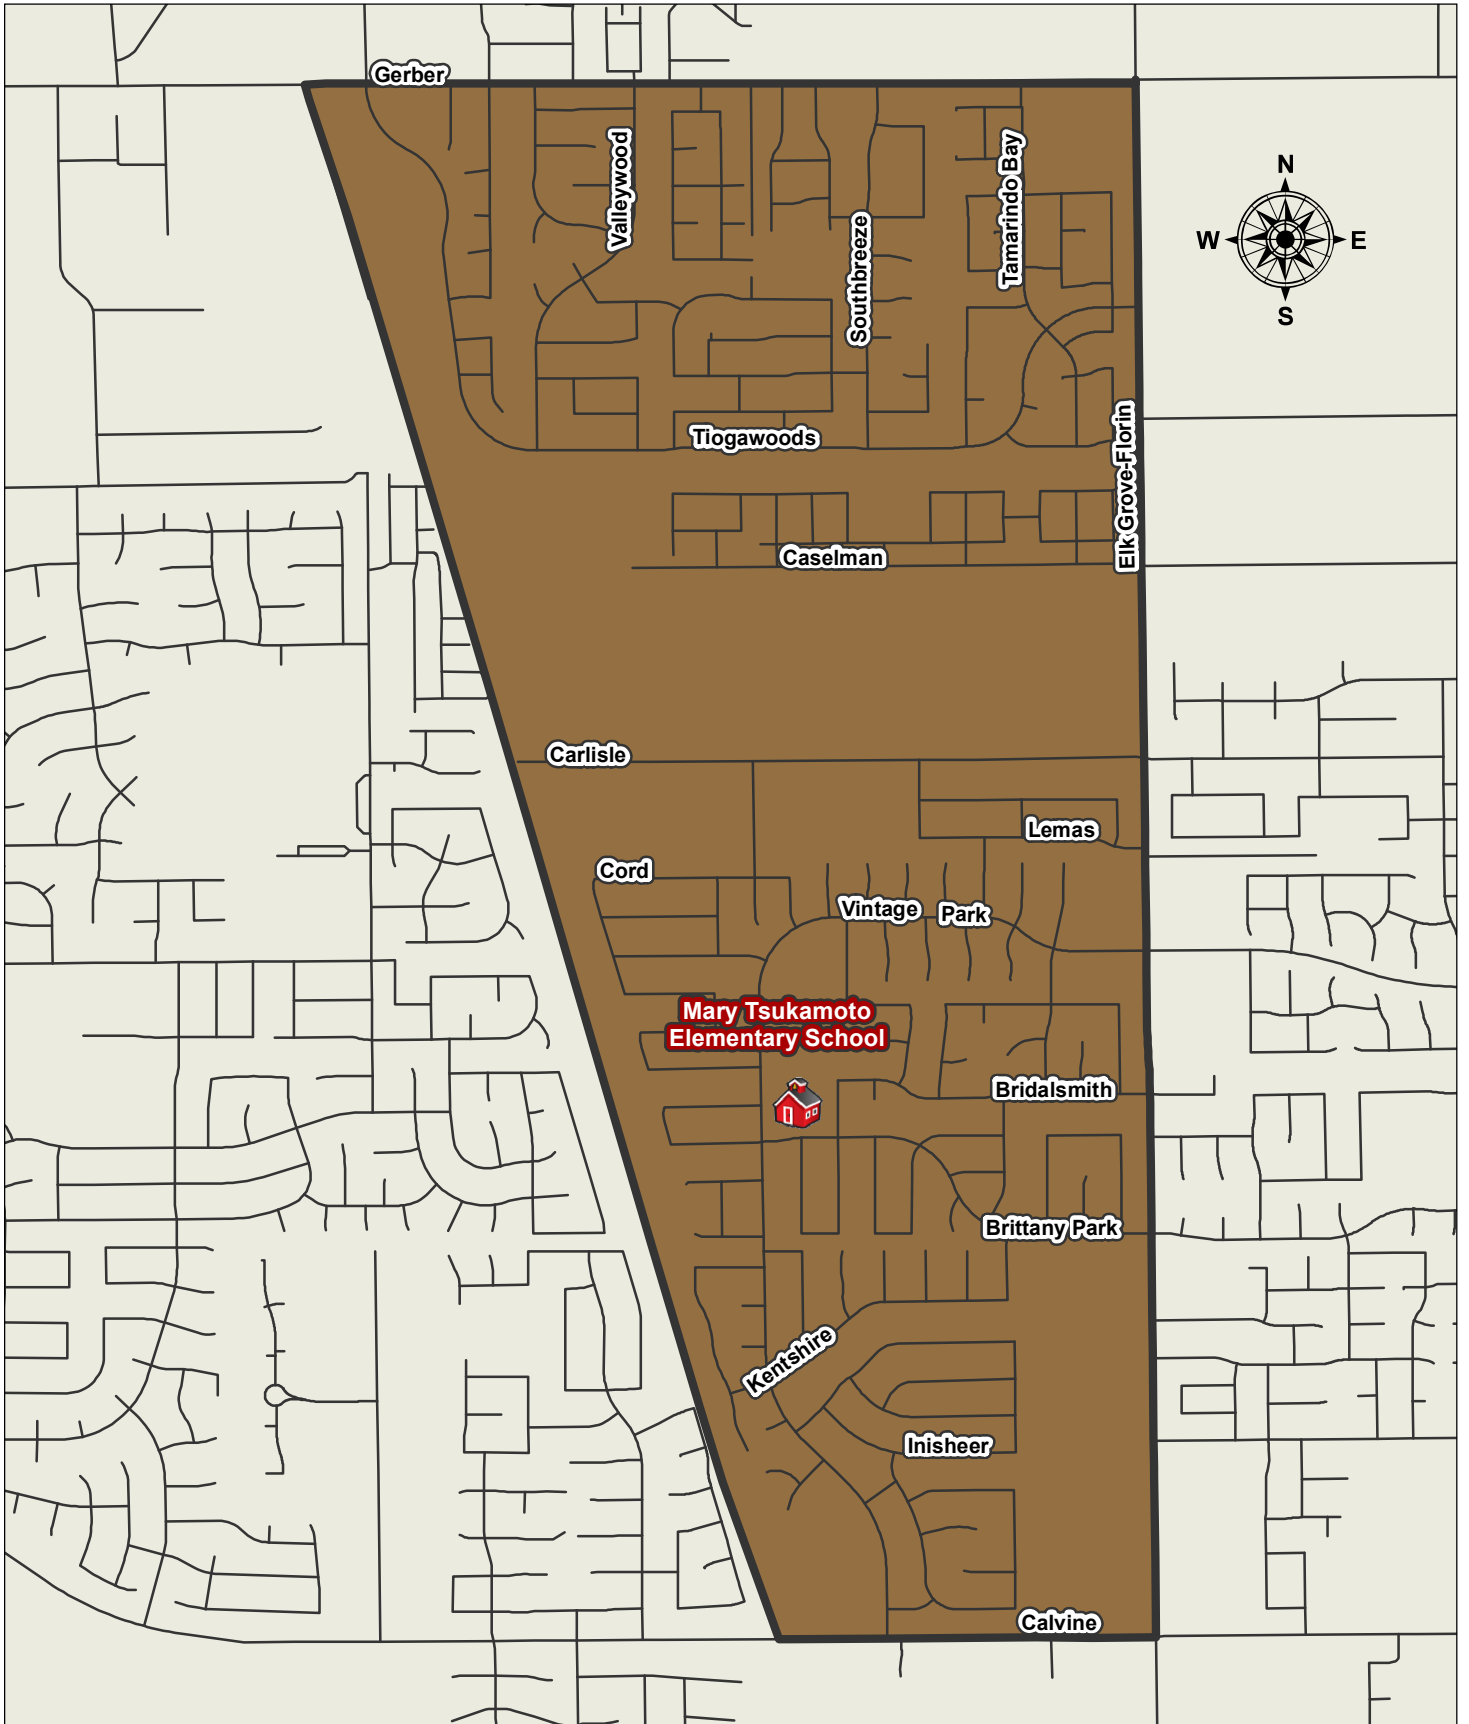 Gerber
Valleywood
Tamarindo Bay
N
W
E
S
Southbreeze
Tiogawoods
Elk Grove-Florin
Caselman
Carlisle
Lemas
Cord
Vintage
Park
Mary Tsukamoto
Elementary School
Bridalsmith
Brittany Park
Kentshire
Inisheer
Calvine